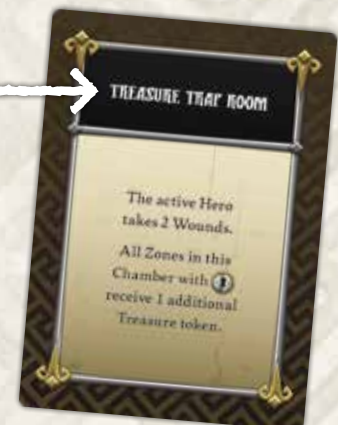 TREASURE TRAP ROOM
The active Hero
takes 2 Wounds.
All Zones in this
Chamber with
receive 1 additional
Treasure token.